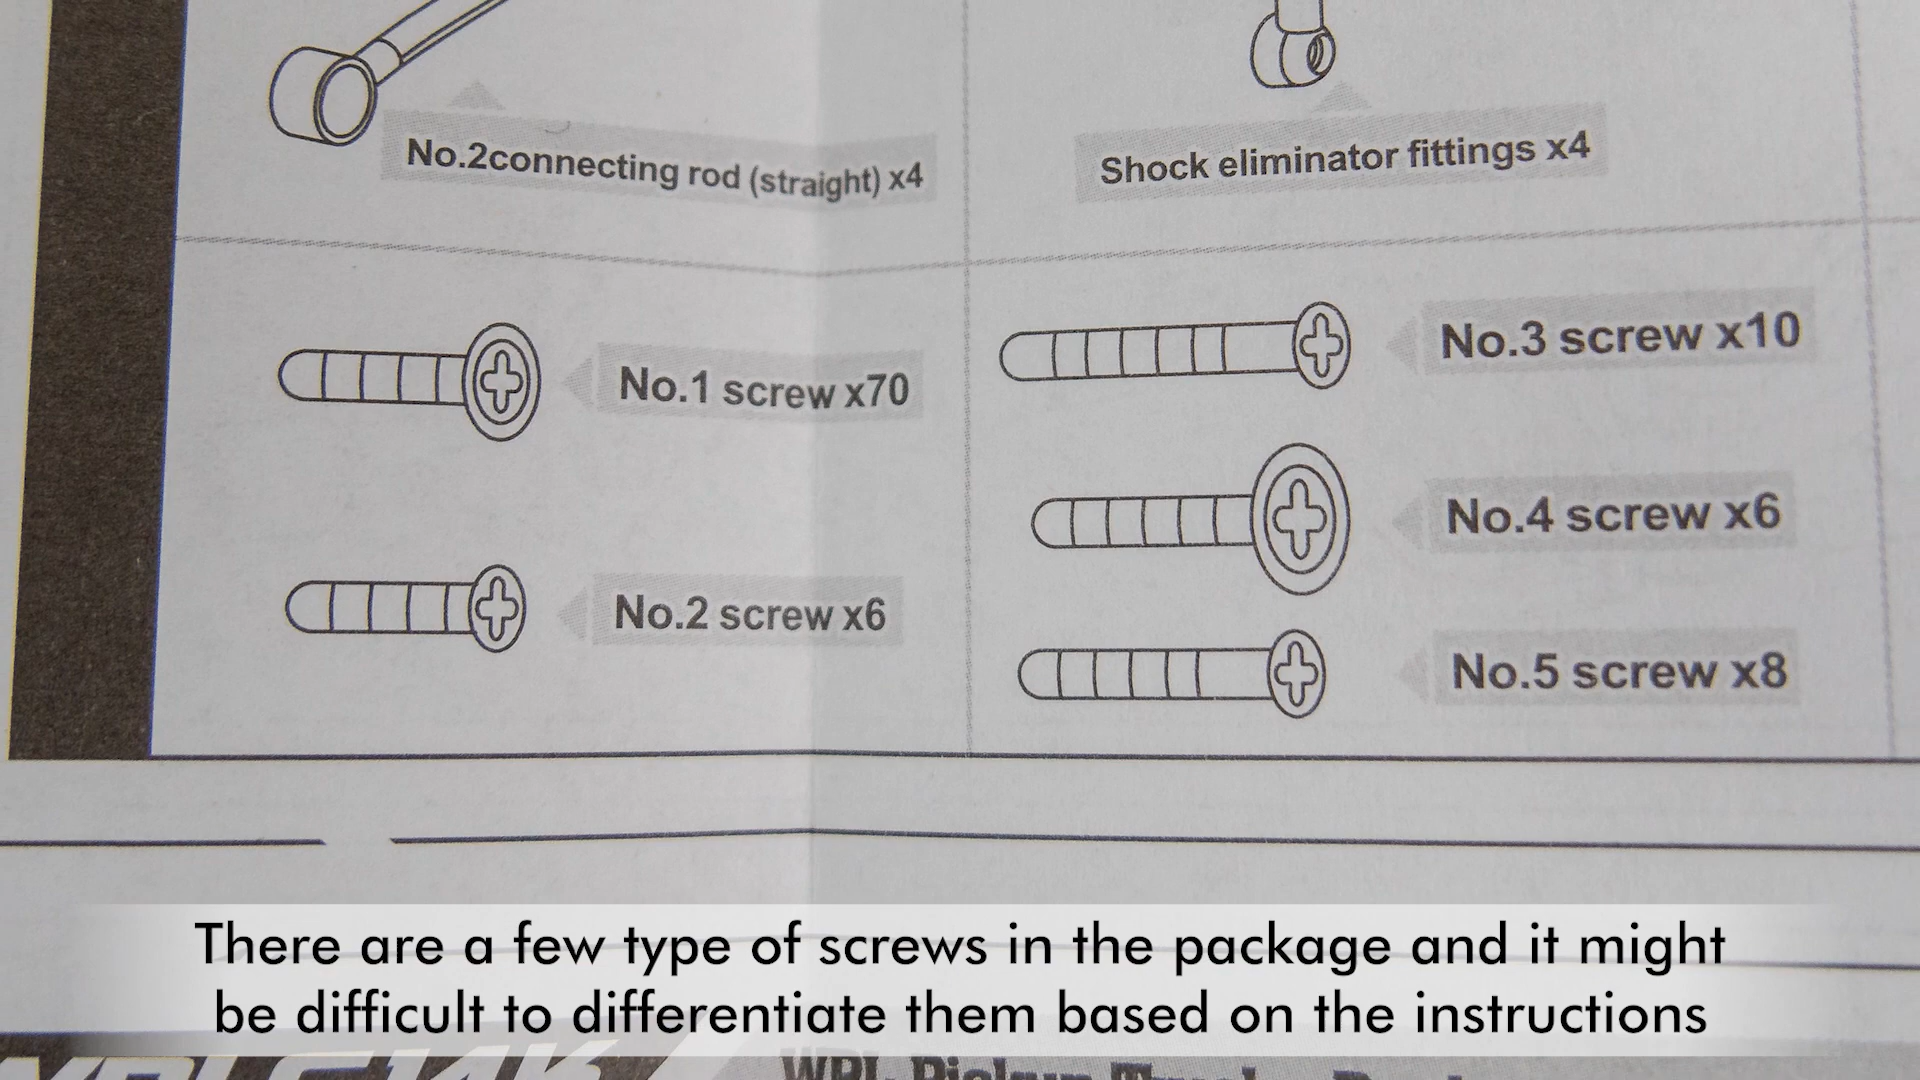 No.2connecting rod (straight) x4
Shock eliminator fittings x4
No.1 screw x70
No.2 screw x6
No.3 screw x10
No.4 screw x6
No.5 screw x8
There are a few type of screws in the package and it might
be difficult to differentiate them based on the instructions
WPL Pickup